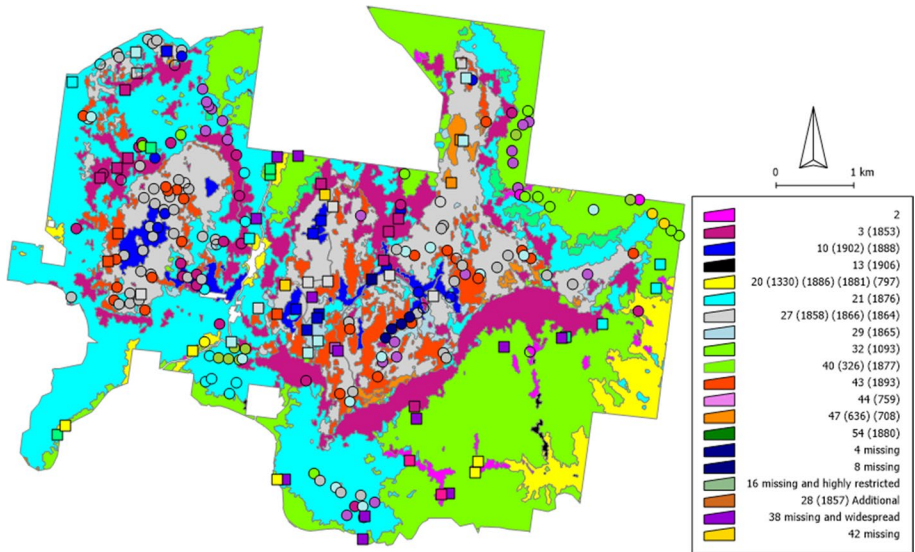 0 1 km
2
3 (1853)
10 (1902) (1888)
13 (1906)
20 (1330) (1886) (1881) (797)
21 (1876)
27 (1858) (1866) (1864)
29 (1865)
32 (1093)
40 (326) (1877)
43 (1893)
44 (759)
47 (636) (708)
54 (1880)
4 missing
8 missing
16 missing and highly restricted
28 (1857) Additional
38 missing and widespread
42 missing